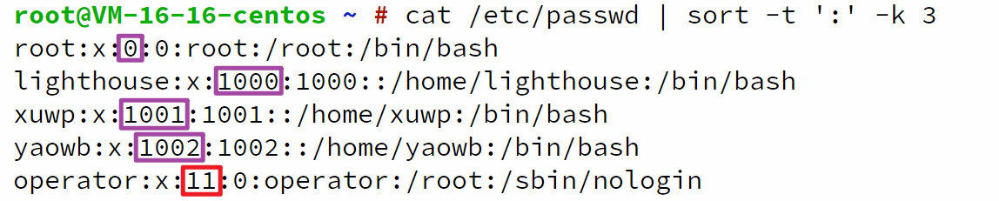 root@VM-16-16-centos ~ # cat /etc/passwd | sort -t ':' -k 3
root:x:0:0:root:/root:/bin/bash
lighthouse:x:1000:1000::/home/lighthouse:/bin/bash
xuwp:x:1001:1001::/home/xuwp:/bin/bash
yaowb:x:1002:1002::/home/yaowb:/bin/bash
operator:x:11:0:operator:/root:/sbin/nologin